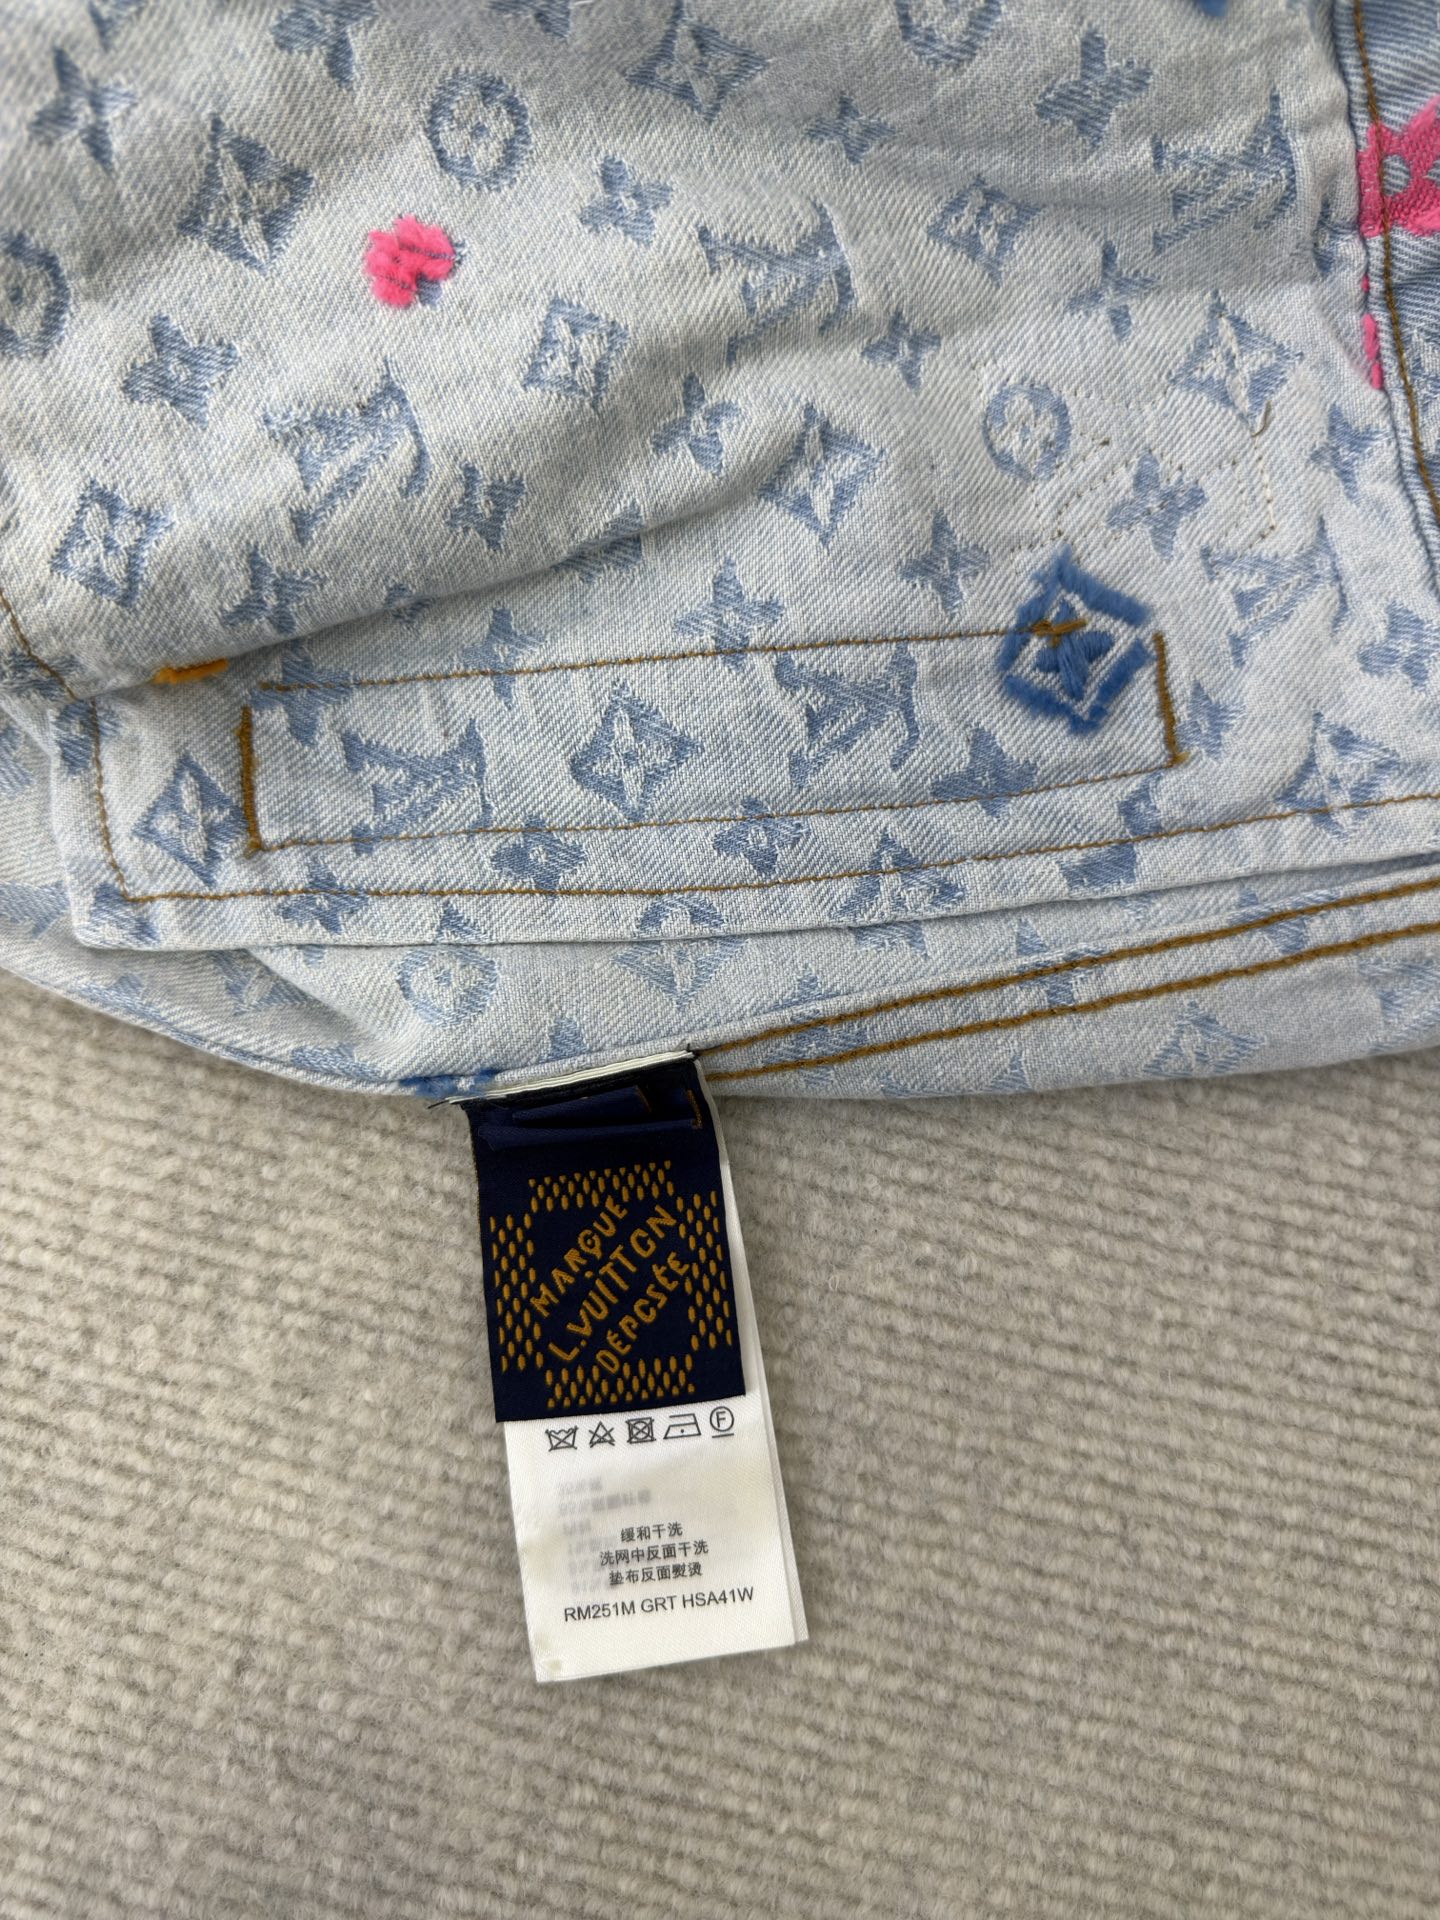 MARQUE
L.VUITTON
DÉPOSÉE
F
缓和干洗
洗网中反面干洗
垫布反面熨烫
RM251M GRT HSA41W